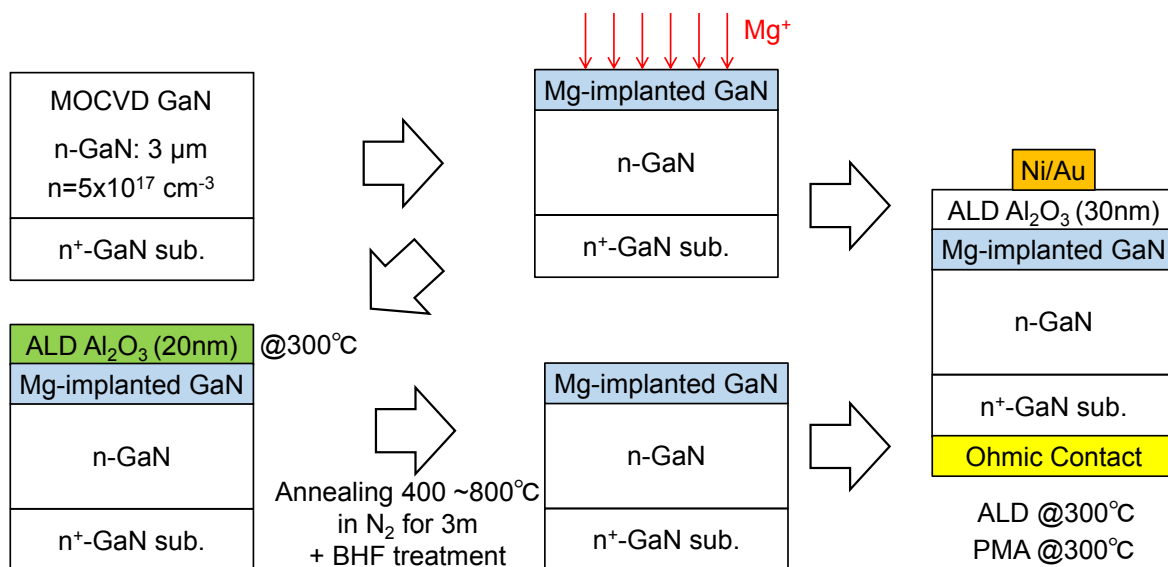 MOCVD GaN
n-GaN: 3 μm
n=5x10¹⁷ cm⁻³
n⁺-GaN sub.
Mg⁺
Mg-implanted GaN
n-GaN
n⁺-GaN sub.
ALD Al₂O₃ (20nm)
@300℃
Mg-implanted GaN
n-GaN
n⁺-GaN sub.
Annealing 400 ~800℃
in N₂ for 3m
+ BHF treatment
Mg-implanted GaN
n-GaN
n⁺-GaN sub.
Ni/Au
ALD Al₂O₃ (30nm)
Mg-implanted GaN
n-GaN
n⁺-GaN sub.
Ohmic Contact
ALD @300℃
PMA @300℃